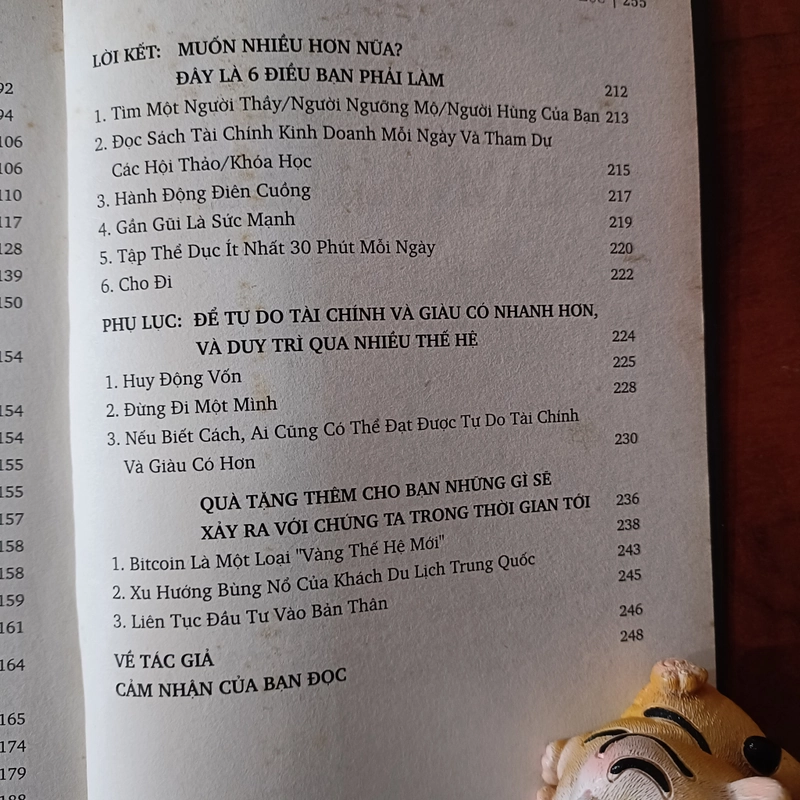 92
94
106
106
110
117
128
139
150
154
154
154
155
155
157
158
158
159
161
164
165
174
179
188
| 255
LỜI KẾT: MUỐN NHIỀU HƠN NỮA?
ĐÂY LÀ 6 ĐIỀU BẠN PHẢI LÀM 212
1. Tìm Một Người Thầy/Người Ngưỡng Mộ/Người Hùng Của Bạn 213
2. Đọc Sách Tài Chính Kinh Doanh Mỗi Ngày Và Tham Dự
Các Hội Thảo/Khóa Học 215
3. Hành Động Điên Cuồng 217
4. Gần Gũi Là Sức Mạnh 219
5. Tập Thể Dục Ít Nhất 30 Phút Mỗi Ngày 220
6. Cho Đi 222
PHỤ LỤC: ĐỂ TỰ DO TÀI CHÍNH VÀ GIÀU CÓ NHANH HƠN,
VÀ DUY TRÌ QUA NHIỀU THẾ HỆ 224
1. Huy Động Vốn 225
2. Đừng Đi Một Mình 228
3. Nếu Biết Cách, Ai Cũng Có Thể Đạt Được Tự Do Tài Chính
Và Giàu Có Hơn 230
QUÀ TẶNG THÊM CHO BẠN NHỮNG GÌ SẼ
XẢY RA VỚI CHÚNG TA TRONG THỜI GIAN TỚI 236
1. Bitcoin Là Một Loại "Vàng Thế Hệ Mới" 238
2. Xu Hướng Bùng Nổ Của Khách Du Lịch Trung Quốc 243
3. Liên Tục Đầu Tư Vào Bản Thân 245
VỀ TÁC GIẢ 246
CẢM NHẬN CỦA BẠN ĐỌC 248